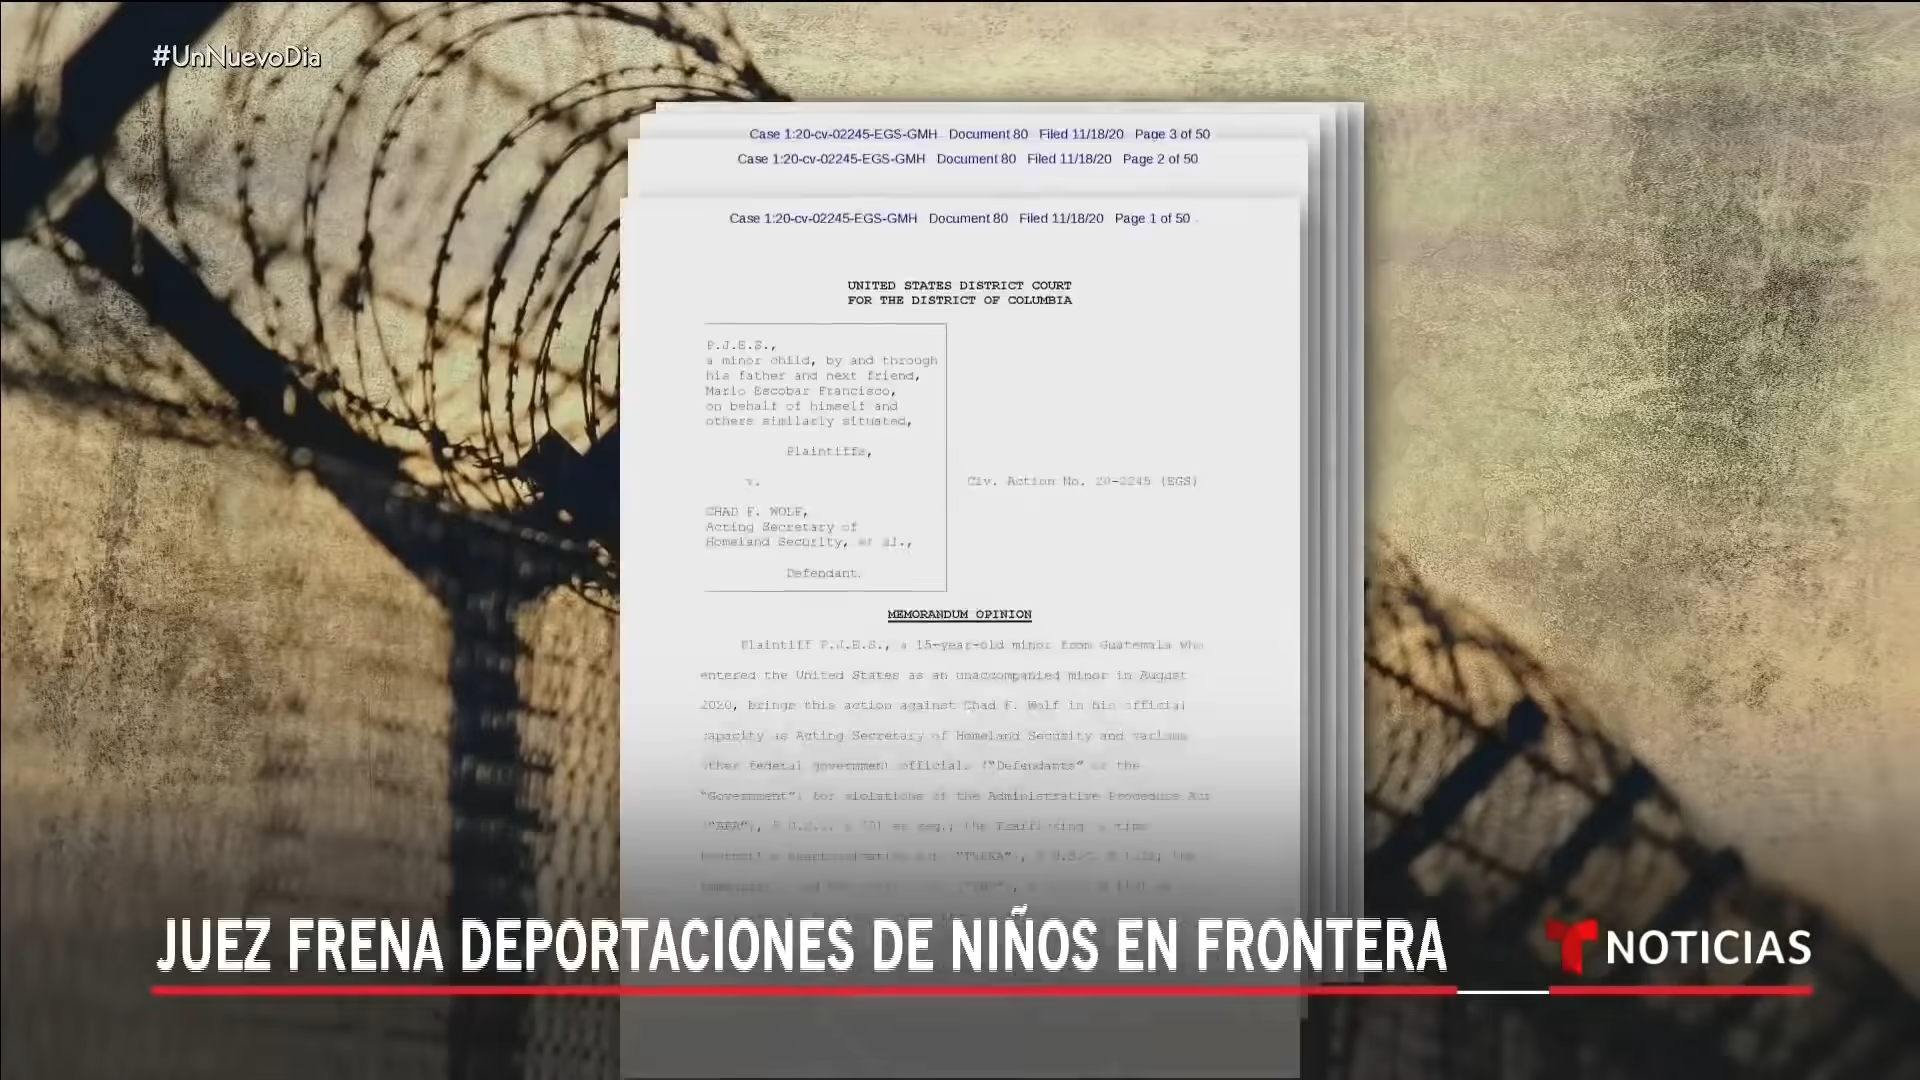 #UnNuevoDia
Case 1:20-cv-02245-EGS-GMH Document 80 Filed 11/18/20 Page 3 of 50
Case 1:20-cv-02245-EGS-GMH Document 80 Filed 11/18/20 Page 2 of 50
Case 1:20-cv-02245-EGS-GMH Document 80 Filed 11/18/20 Page 1 of 50
UNITED STATES DISTRICT COURT
FOR THE DISTRICT OF COLUMBIA
P.J.E.S.,
a minor child, by and through
his father and next friend,
Mario Escobar Francisco,
on behalf of himself and
others similarly situated,
Plaintiffs,
v.
Civ. Action No. 20-2245 (EGS)
CHAD F. WOLF,
Acting Secretary of
Homeland Security, et al.,
Defendant.
MEMORANDUM OPINION
Plaintiff P.J.E.S., a 15-year-old minor from Guatemala who
entered the United States as an unaccompanied minor in August
2020, brings this action against Chad F. Wolf in his official
capacity as Acting Secretary of Homeland Security and various
other federal government official. ("Defendants" or the
"Government") for violations of the Administrative Procedure Act
("APA"),
JUEZ FRENA DEPORTACIONES DE NIÑOS EN FRONTERA
NOTICIAS